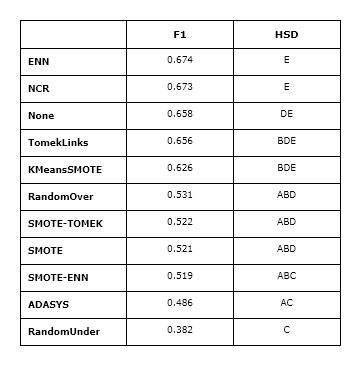 F1 HSD
ENN 0.674 E
NCR 0.673 E
None 0.658 DE
TomekLinks 0.656 BDE
KMeansSMOTE 0.626 BDE
RandomOver 0.531 ABD
SMOTE-TOMEK 0.522 ABD
SMOTE 0.521 ABD
SMOTE-ENN 0.519 ABC
ADASYS 0.486 AC
RandomUnder 0.382 C